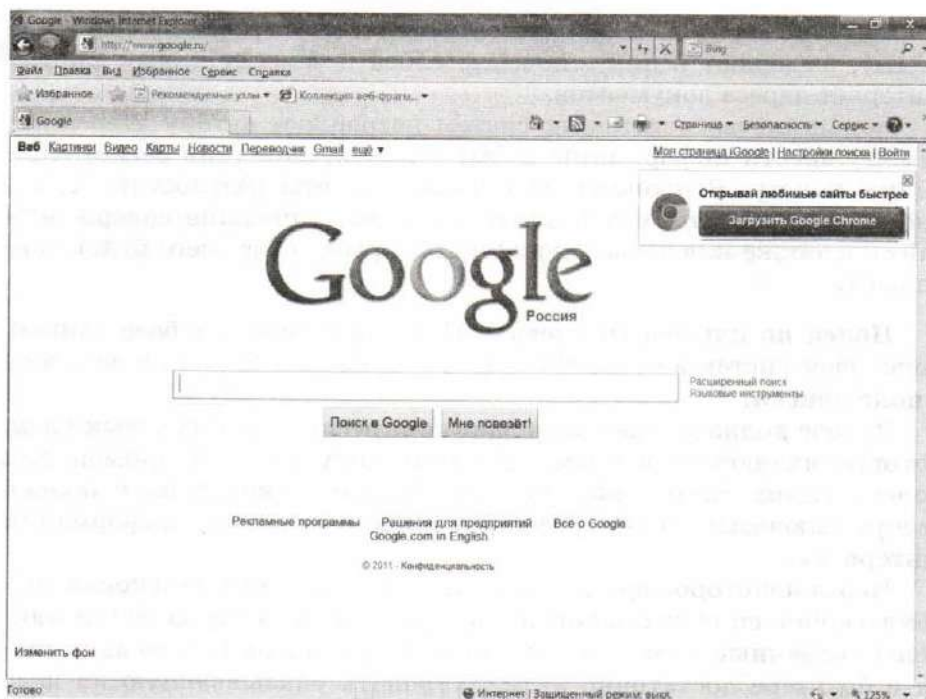 Google - Windows Internet Explorer
http://www.google.ru/
Bing
Файл Правка Вид Избранное Сервис Справка
Избранное Рекомендуемые узлы Коллекция веб-фрагм...
Google
Страница Безопасность Сервис
Веб Картинки Видео Карты Новости Переводчик Gmail ещё
Моя страница iGoogle | Настройки поиска | Войти
Открывай любимые сайты быстрее
Загрузить Google Chrome
Google
Россия
Расширенный поиск
Языковые инструменты
Поиск в Google Мне повезёт!
Рекламные программы Решения для предприятий Всё о Google
Google.com in English
© 2011 - Конфиденциальность
Изменить фон
Готово
Интернет | Защищенный режим: выкл.
125%